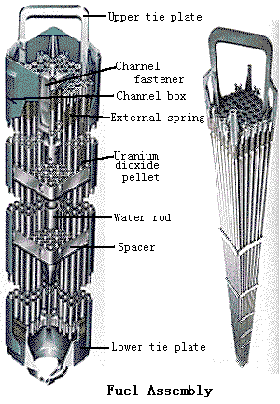 Upper tie plate
Channel
fastener
Channel box
External spring
Uranium
dioxide
pellet
Water rod
Spacer
Lower tie plate
Fuel Assembly